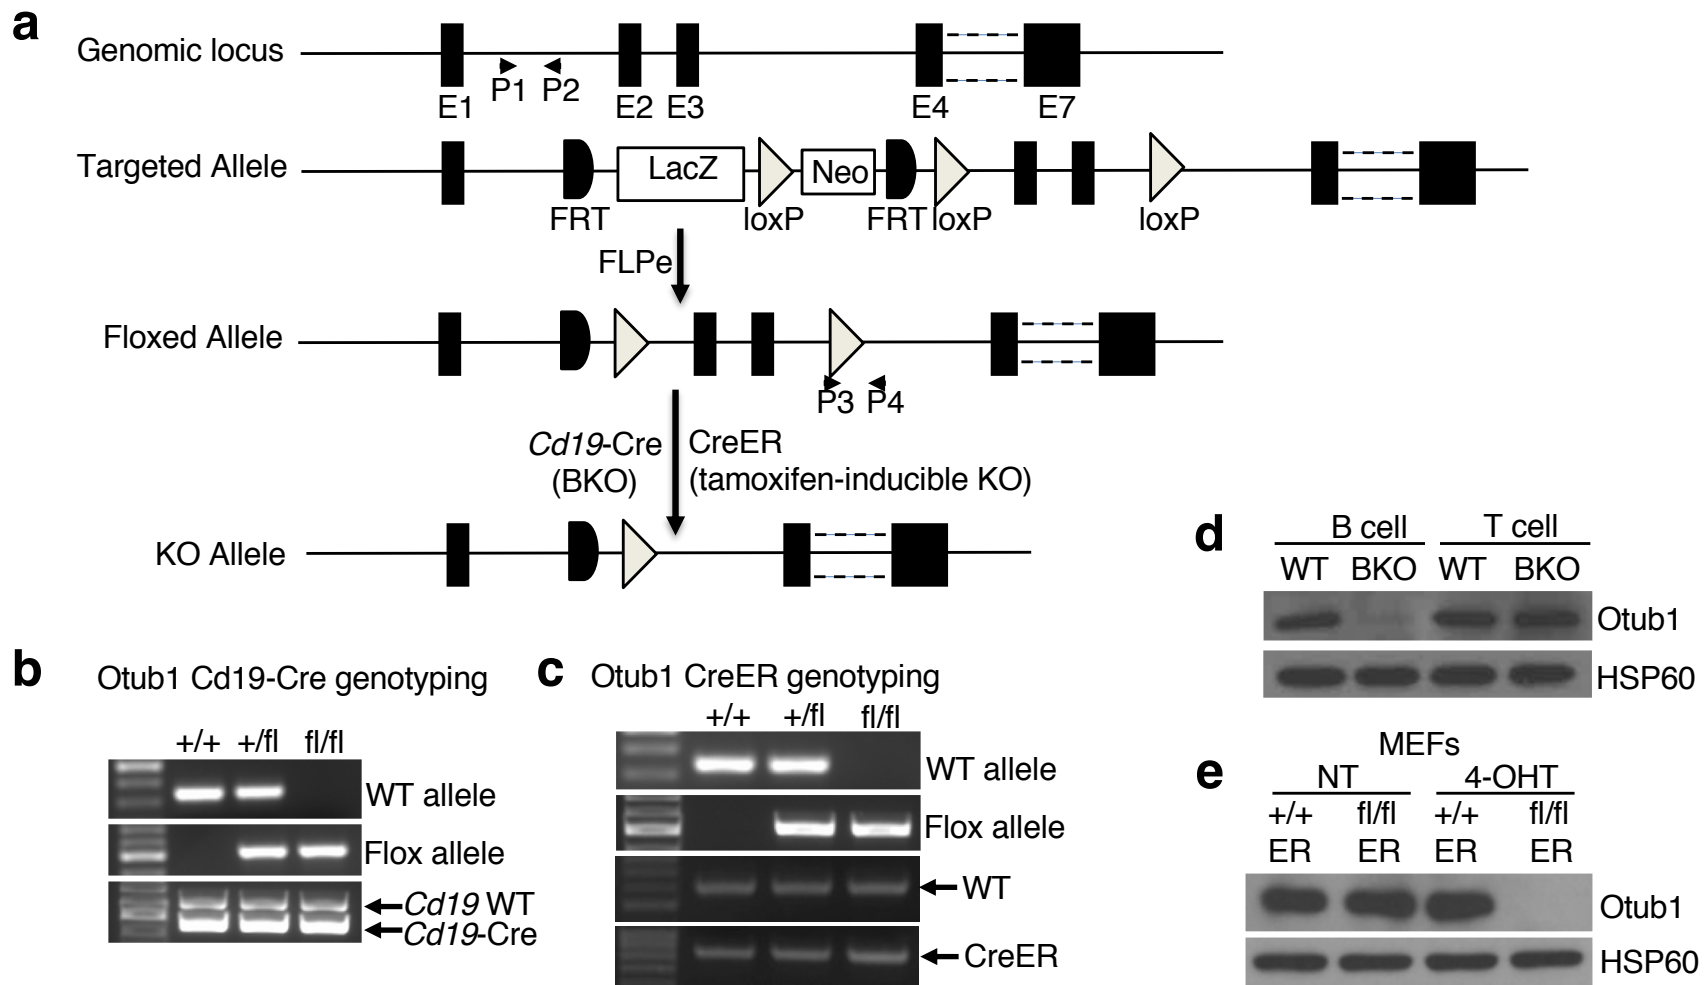 a
Genomic locus
P1 P2
E1 E2 E3 E4 E7
Targeted Allele
LacZ
Neo
FRT loxP FRT loxP loxP
FLPe
Floxed Allele
P3 P4
Cd19-Cre
(BKO)
CreER
(tamoxifen-inducible KO)
KO Allele
b
Otub1 Cd19-Cre genotyping
+/+ +/fl fl/fl
WT allele
Flox allele
Cd19 WT
Cd19-Cre
c
Otub1 CreER genotyping
+/+ +/fl fl/fl
WT allele
Flox allele
WT
CreER
d
B cell T cell
WT BKO WT BKO
Otub1
HSP60
e
MEFs
NT 4-OHT
+/+ fl/fl +/+ fl/fl
ER ER ER ER
Otub1
HSP60